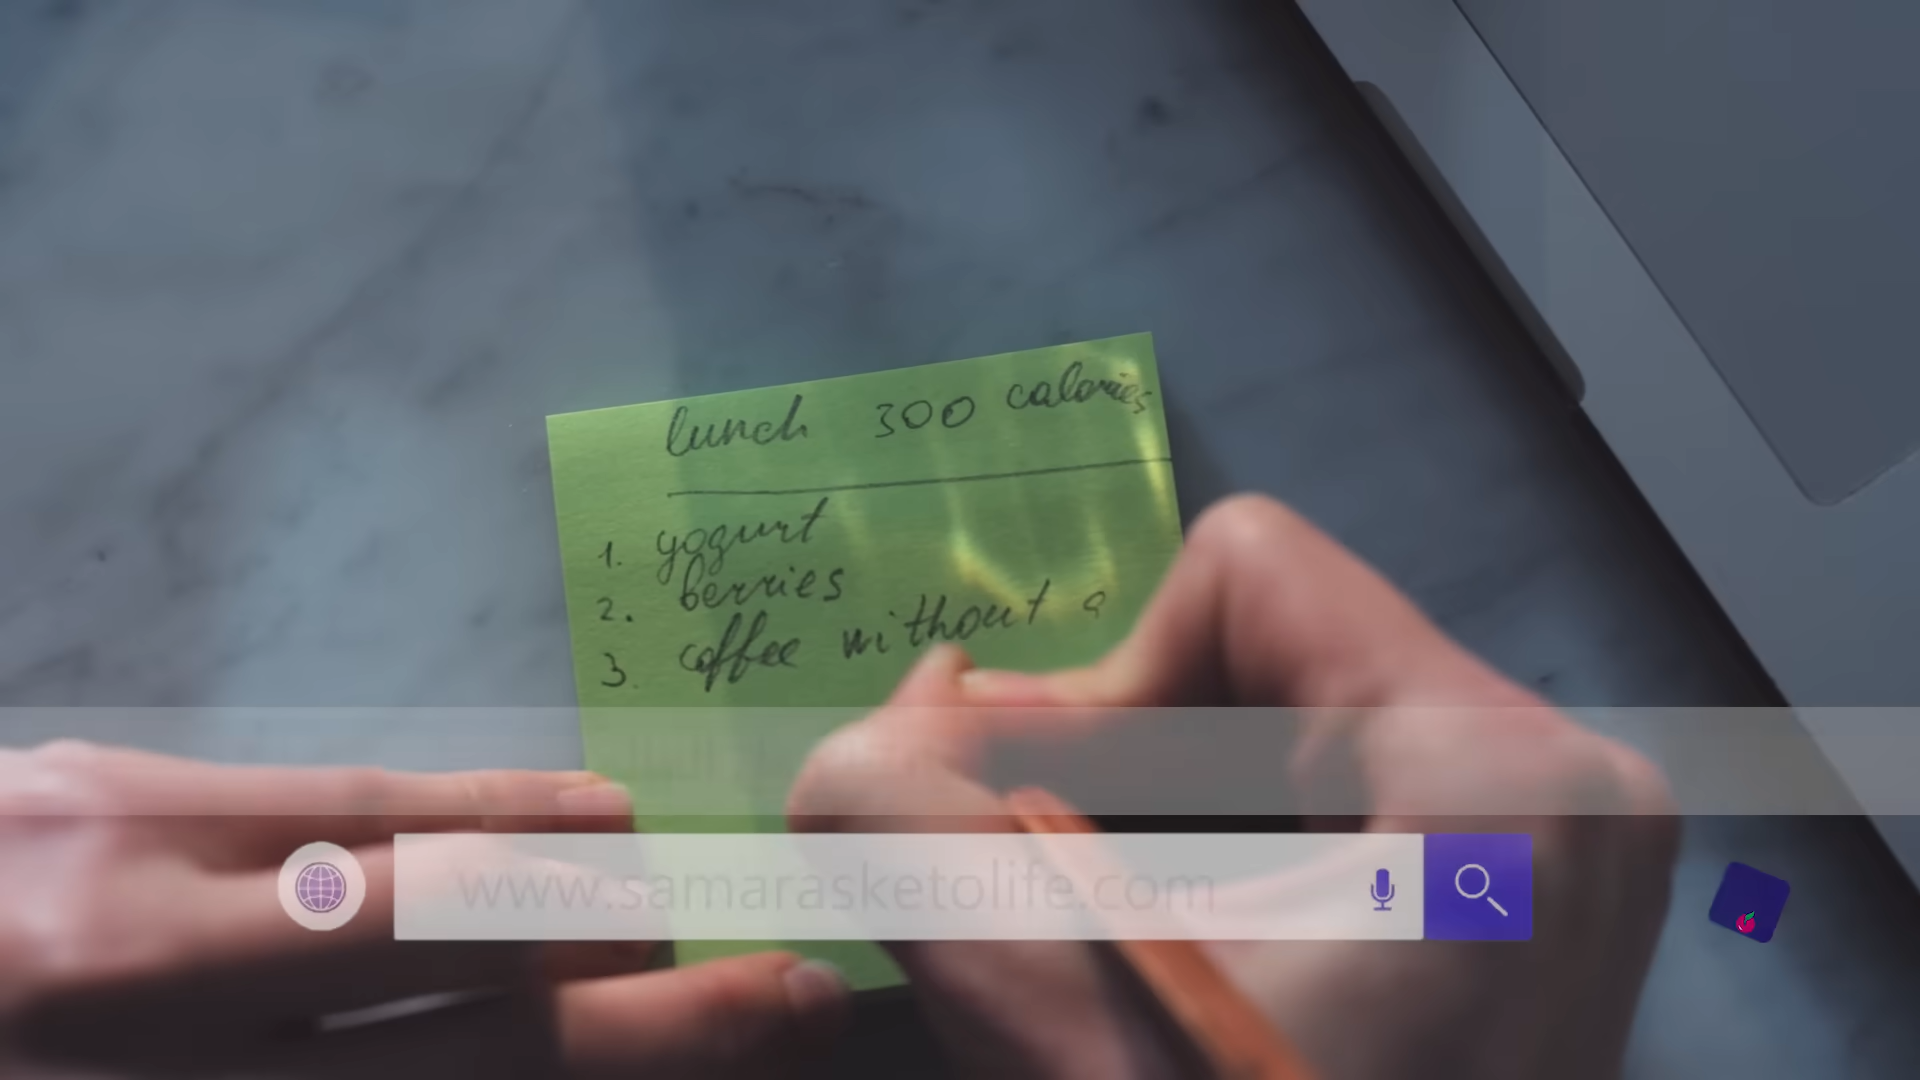 lunch 300 calories
1. yogurt
2. berries
3. coffee without a
www.samarasketolife.com